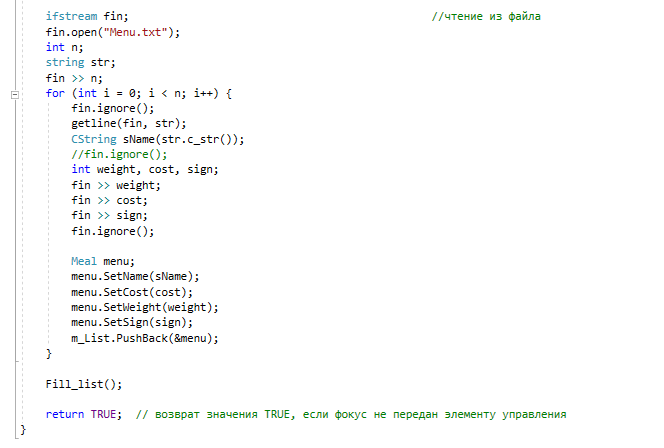 ifstream fin; //чтение из файла
fin.open("Menu.txt");
int n;
string str;
fin >> n;
for (int i = 0; i < n; i++) {
fin.ignore();
getline(fin, str);
CString sName(str.c_str());
//fin.ignore();
int weight, cost, sign;
fin >> weight;
fin >> cost;
fin >> sign;
fin.ignore();
Meal menu;
menu.SetName(sName);
menu.SetCost(cost);
menu.SetWeight(weight);
menu.SetSign(sign);
m_List.PushBack(&menu);
}
Fill_list();
return TRUE; // возврат значения TRUE, если фокус не передан элементу управления
}